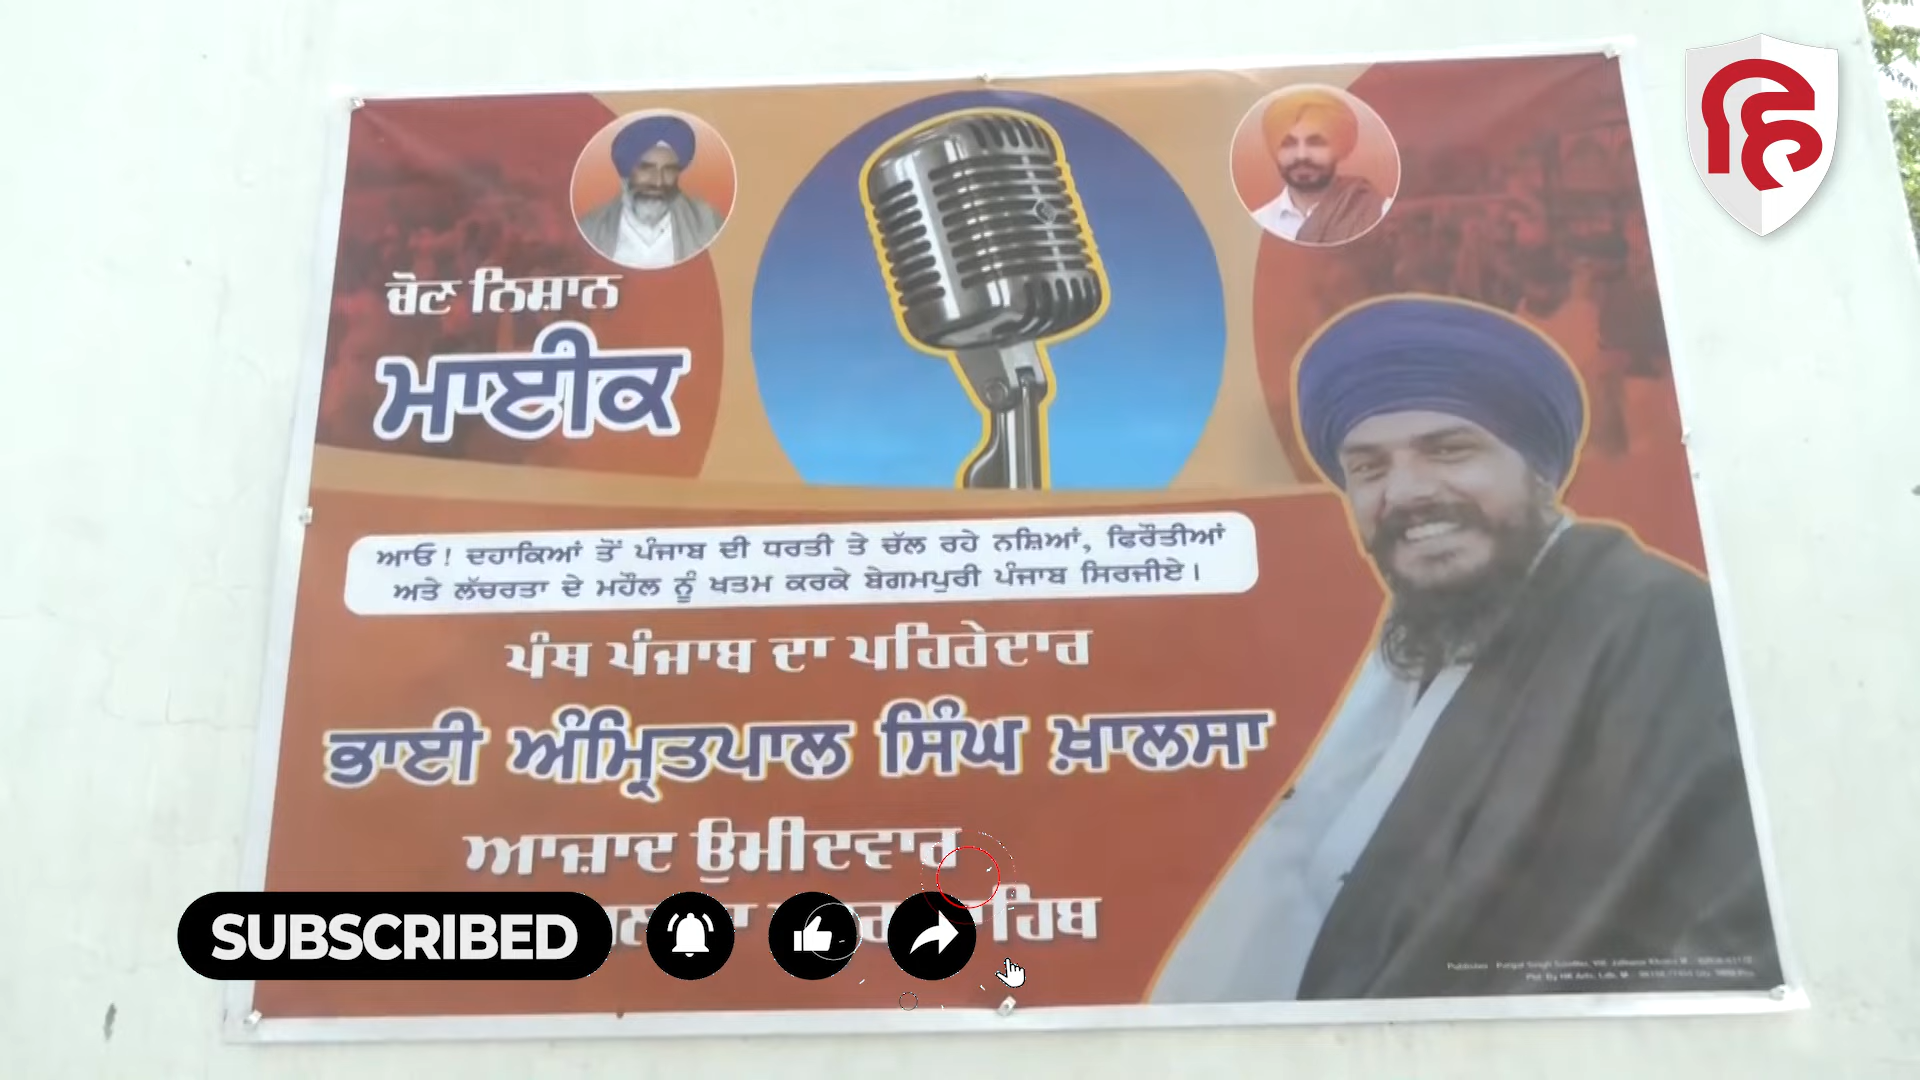 हि
ਚੋਣ ਨਿਸ਼ਾਨ
ਮਾਈਕ
ਆਓ! ਦਹਾਕਿਆਂ ਤੋਂ ਪੰਜਾਬ ਦੀ ਧਰਤੀ ਤੇ ਚੱਲ ਰਹੇ ਨਸ਼ਿਆਂ, ਫਿਰੌਤੀਆਂ
ਅਤੇ ਲੱਚਰਤਾ ਦੇ ਮਹੌਲ ਨੂੰ ਖਤਮ ਕਰਕੇ ਬੇਗਮਪੁਰੀ ਪੰਜਾਬ ਸਿਰਜੀਏ।
ਪੰਥ ਪੰਜਾਬ ਦਾ ਪਹਿਰੇਦਾਰ
ਭਾਈ ਅੰਮ੍ਰਿਤਪਾਲ ਸਿੰਘ ਖ਼ਾਲਸਾ
ਆਜ਼ਾਦ ਉਮੀਦਵਾਰ
SUBSCRIBED